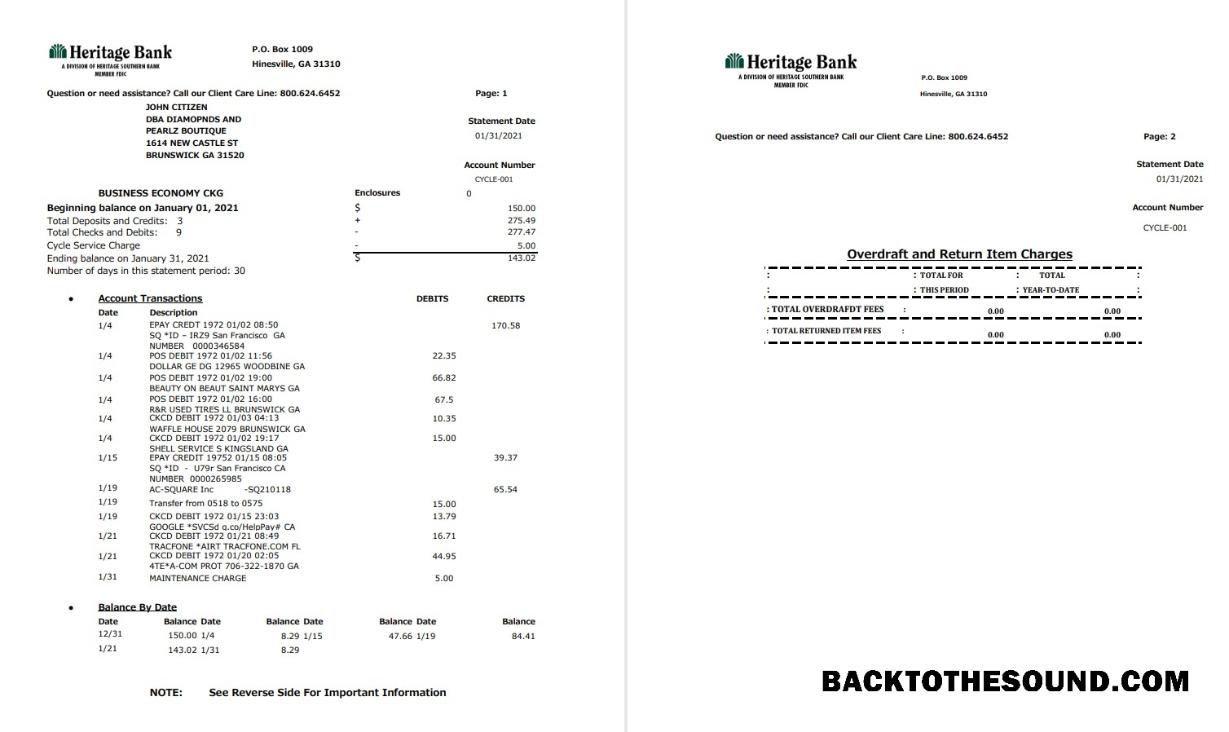 Heritage Bank
A DIVISION OF HERITAGE SOUTHERN BANK
MEMBER FDIC
P.O. Box 1009
Hinesville, GA 31310
Question or need assistance? Call our Client Care Line: 800.624.6452 Page: 1
JOHN CITIZEN
DBA DIAMOPNDS AND
PEARLZ BOUTIQUE
1614 NEW CASTLE ST
BRUNSWICK GA 31520
Statement Date
01/31/2021
Account Number
CYCLE-001
BUSINESS ECONOMY CKG Enclosures 0
Beginning balance on January 01, 2021 $ 150.00
Total Deposits and Credits: 3 + 275.49
Total Checks and Debits: 9 - 277.47
Cycle Service Charge - 5.00
Ending balance on January 31, 2021 $ 143.02
Number of days in this statement period: 30
• Account Transactions DEBITS CREDITS
Date Description
1/4 EPAY CREDT 1972 01/02 08:50 170.58
SQ *ID – IRZ9 San Francisco GA
NUMBER 0000346584
1/4 POS DEBIT 1972 01/02 11:56 22.35
DOLLAR GE DG 12965 WOODBINE GA
1/4 POS DEBIT 1972 01/02 19:00 66.82
BEAUTY ON BEAUT SAINT MARYS GA
1/4 POS DEBIT 1972 01/02 16:00 67.5
R&R USED TIRES LL BRUNSWICK GA
1/4 CKCD DEBIT 1972 01/03 04:13 10.35
WAFFLE HOUSE 2079 BRUNSWICK GA
1/4 CKCD DEBIT 1972 01/02 19:17 15.00
SHELL SERVICE S KINGSLAND GA
1/15 EPAY CREDIT 19752 01/15 08:05 39.37
SQ *ID - U79r San Francisco CA
NUMBER 0000265985
1/19 AC-SQUARE Inc -SQ210118 65.54
1/19 Transfer from 0518 to 0575 15.00
1/19 CKCD DEBIT 1972 01/15 23:03 13.79
GOOGLE *SVCSd g.co/HelpPay# CA
1/21 CKCD DEBIT 1972 01/21 08:49 16.71
TRACFONE *AIRT TRACFONE.COM FL
1/21 CKCD DEBIT 1972 01/20 02:05 44.95
4TE*A-COM PROT 706-322-1870 GA
1/31 MAINTENANCE CHARGE 5.00
• Balance By Date
Date Balance Date Balance Date Balance Date Balance
12/31 150.00 1/4 8.29 1/15 47.66 1/19 84.41
1/21 143.02 1/31 8.29
NOTE: See Reverse Side For Important Information
Heritage Bank
A DIVISION OF HERITAGE SOUTHERN BANK
MEMBER FDIC
P.O. Box 1009
Hinesville, GA 31310
Question or need assistance? Call our Client Care Line: 800.624.6452 Page: 2
Statement Date
01/31/2021
Account Number
CYCLE-001
Overdraft and Return Item Charges
: : TOTAL FOR : TOTAL :
: : THIS PERIOD : YEAR-TO-DATE :
: TOTAL OVERDRAFDT FEES : 0.00 0.00
: TOTAL RETURNED ITEM FEES : 0.00 0.00
BACKTOTHESOUND.COM